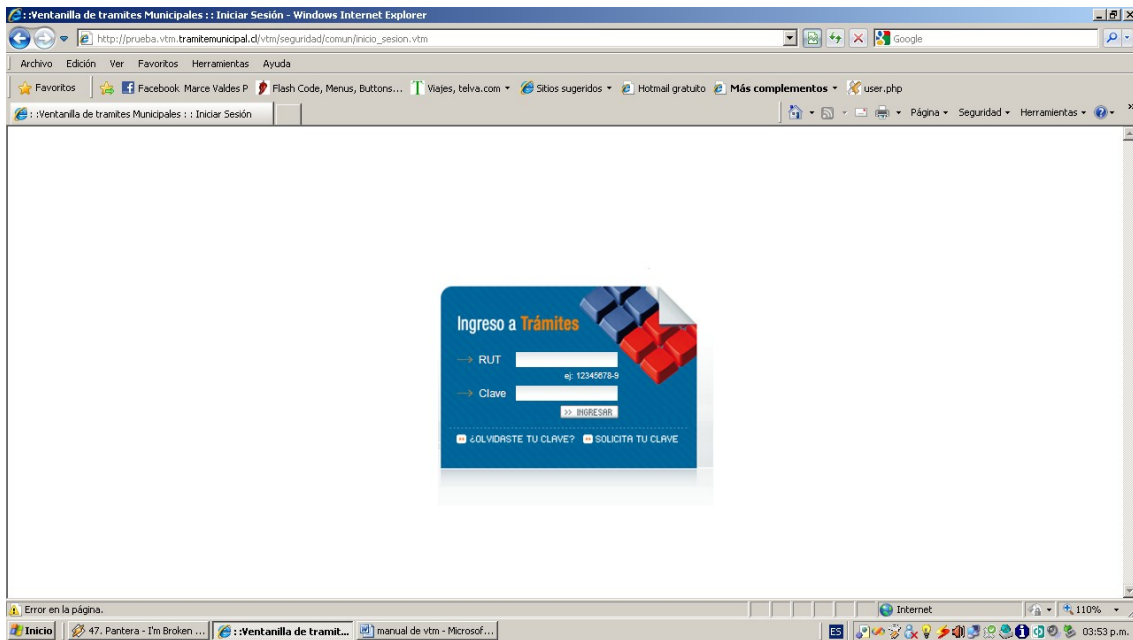 : :Ventanilla de tramites Municipales : : Iniciar Sesión - Windows Internet Explorer
http://prueba.vtm.tramitemunicipal.cl/vtm/seguridad/comun/inicio_sesion.vtm
Google
Archivo Edición Ver Favoritos Herramientas Ayuda
Favoritos Facebook Marce Valdes P Flash Code, Menus, Buttons... Viajes, telva.com Sitios sugeridos Hotmail gratuito Más complementos user.php
: :Ventanilla de tramites Municipales : : Iniciar Sesión
Página Seguridad Herramientas
Ingreso a Trámites
RUT
ej: 12345678-9
Clave
>> INGRESAR
¿OLVIDASTE TU CLAVE? SOLICITA TU CLAVE
Error en la página.
Internet
110%
Inicio 47. Pantera - I'm Broken ... : :Ventanilla de tramit... manual de vtm - Microsof...
ES 03:53 p.m.